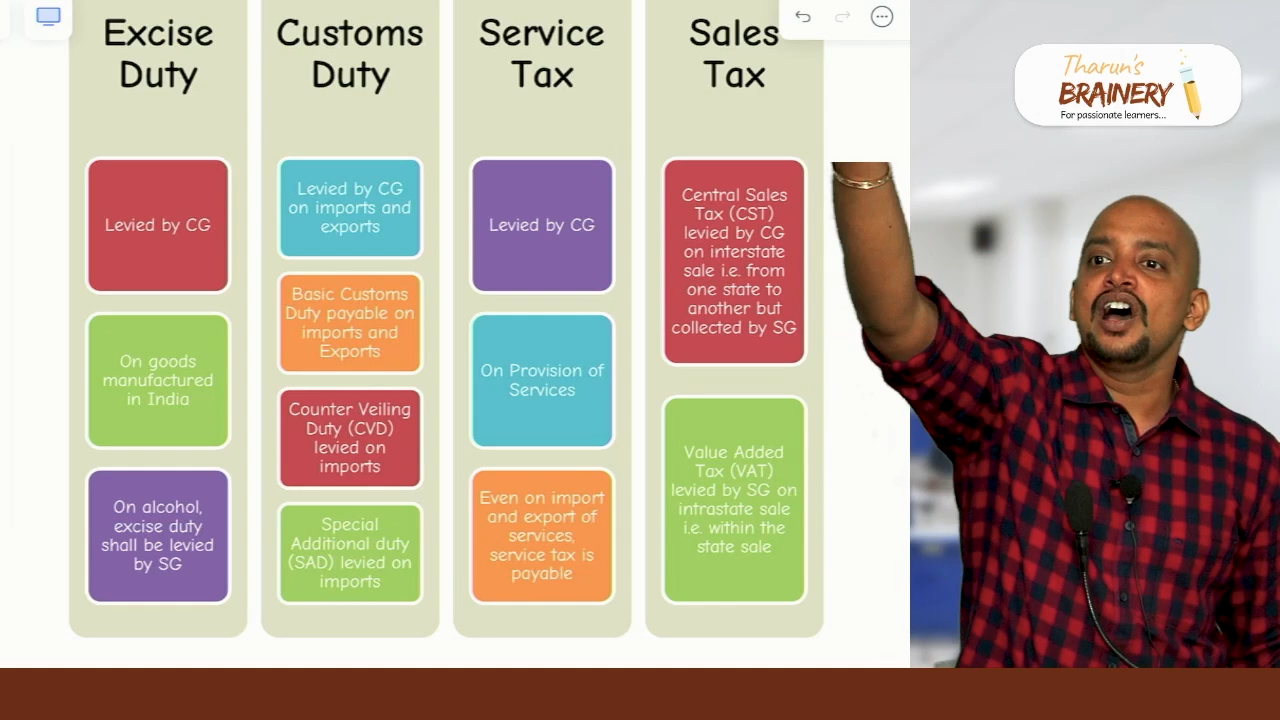 Excise
Duty
Levied by CG
On goods
manufactured
in India
On alcohol,
excise duty
shall be levied
by SG
Customs
Duty
Levied by CG
on imports and
exports
Basic Customs
Duty payable on
imports and
Exports
Counter Veiling
Duty (CVD)
levied on
imports
Special
Additional duty
(SAD) levied on
imports
Service
Tax
Levied by CG
On Provision of
Services
Even on import
and export of
services,
service tax is
payable
Sales
Tax
Central Sales
Tax (CST)
levied by CG
on interstate
sale i.e. from
one state to
another but
collected by SG
Value Added
Tax (VAT)
levied by SG on
intrastate sale
i.e. within the
state sale
Tharun's
BRAINERY
For passionate learners...